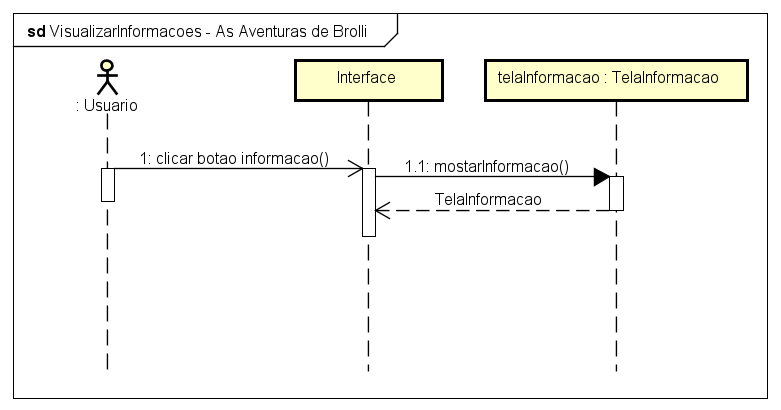 sd VisualizarInformacoes - As Aventuras de Brolli
: Usuario
Interface
telaInformacao : TelaInformacao
1: clicar botao informacao()
1.1: mostarInformacao()
TelaInformacao